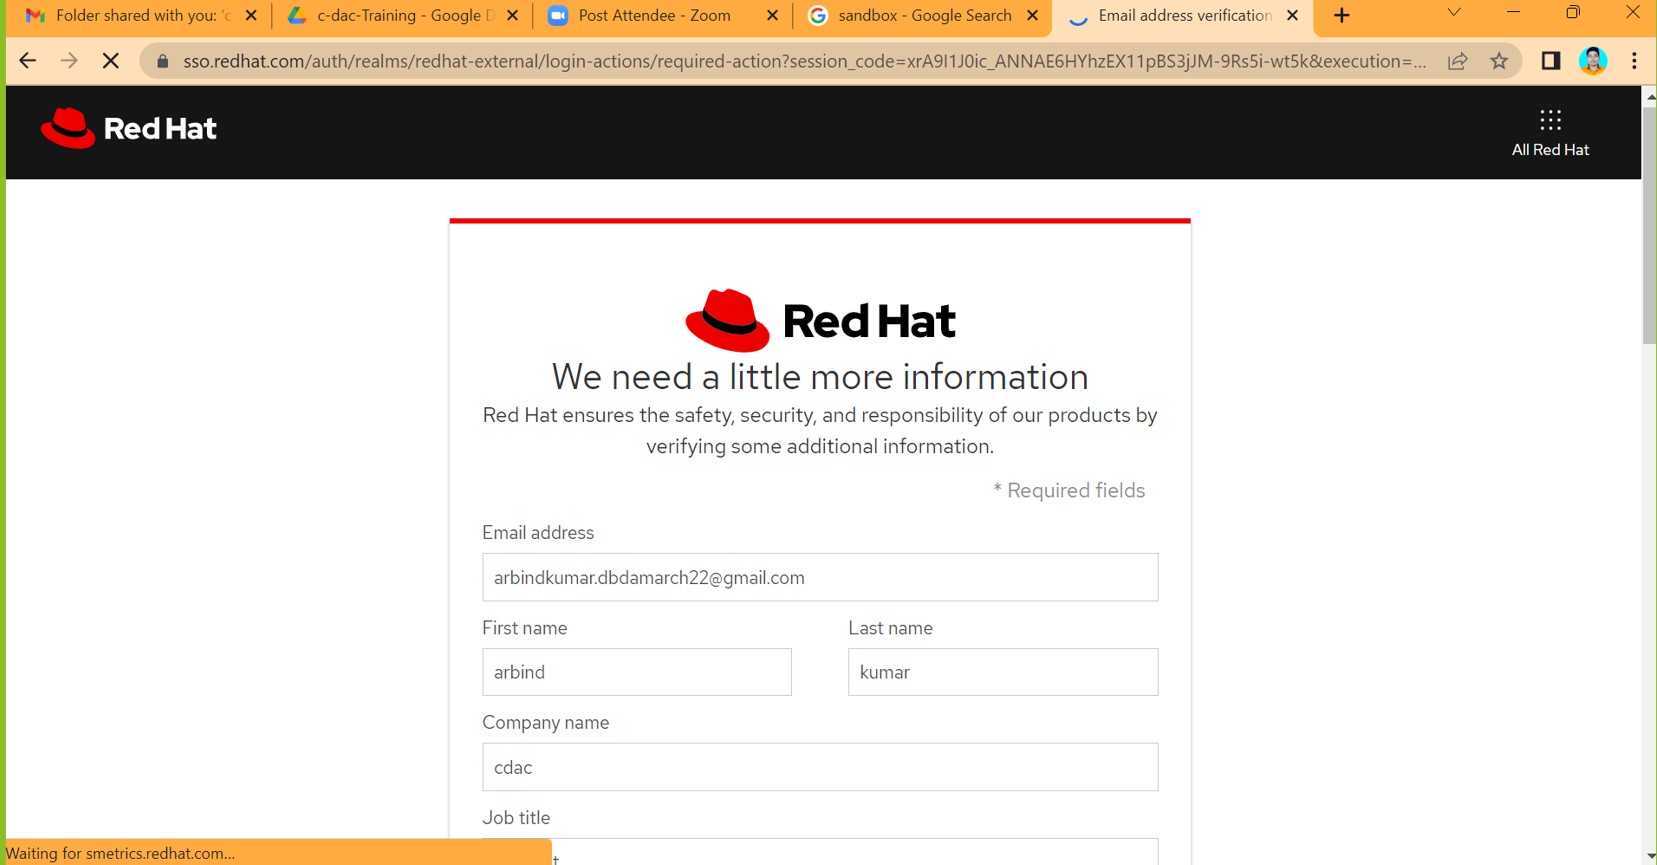 Folder shared with you: 'c
c-dac-Training - Google D
Post Attendee - Zoom
sandbox - Google Search
Email address verification
sso.redhat.com/auth/realms/redhat-external/login-actions/required-action?session_code=xrA9I1J0ic_ANNAE6HYhzEX11pBS3jJM-9Rs5i-wt5k&execution=...
Red Hat
All Red Hat
Red Hat
We need a little more information
Red Hat ensures the safety, security, and responsibility of our products by
verifying some additional information.
* Required fields
Email address
arbindkumar.dbdamarch22@gmail.com
First name Last name
arbind kumar
Company name
cdac
Job title
Waiting for smetrics.redhat.com...